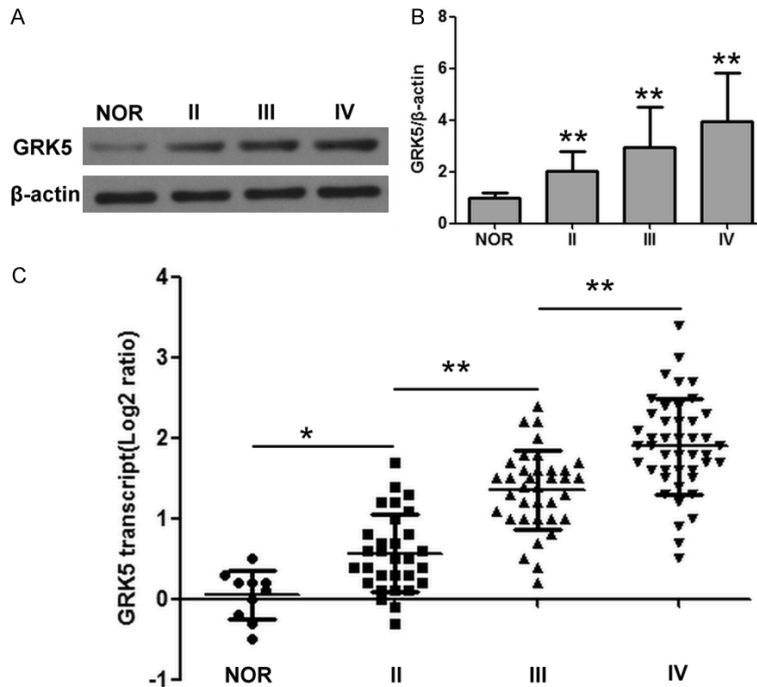 A
NOR II III IV
GRK5
β-actin
B
GRK5/β-actin
8
6
4
2
0
**
**
**
NOR II III IV
C
GRK5 transcript(Log2 ratio)
4
3
2
1
0
-1
*
**
**
NOR II III IV